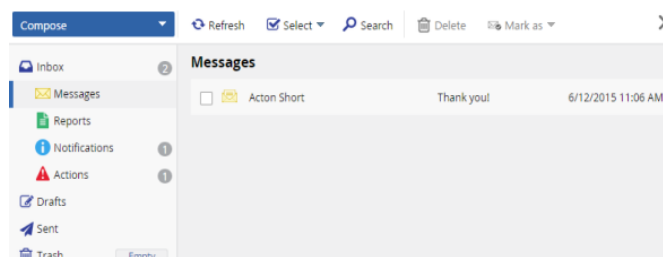 Compose Refresh Select Search Delete Mark as
Inbox 2
Messages
Messages
Acton Short Thank you! 6/12/2015 11:06 AM
Reports
Notifications 1
Actions 1
Drafts
Sent
Trash Empty